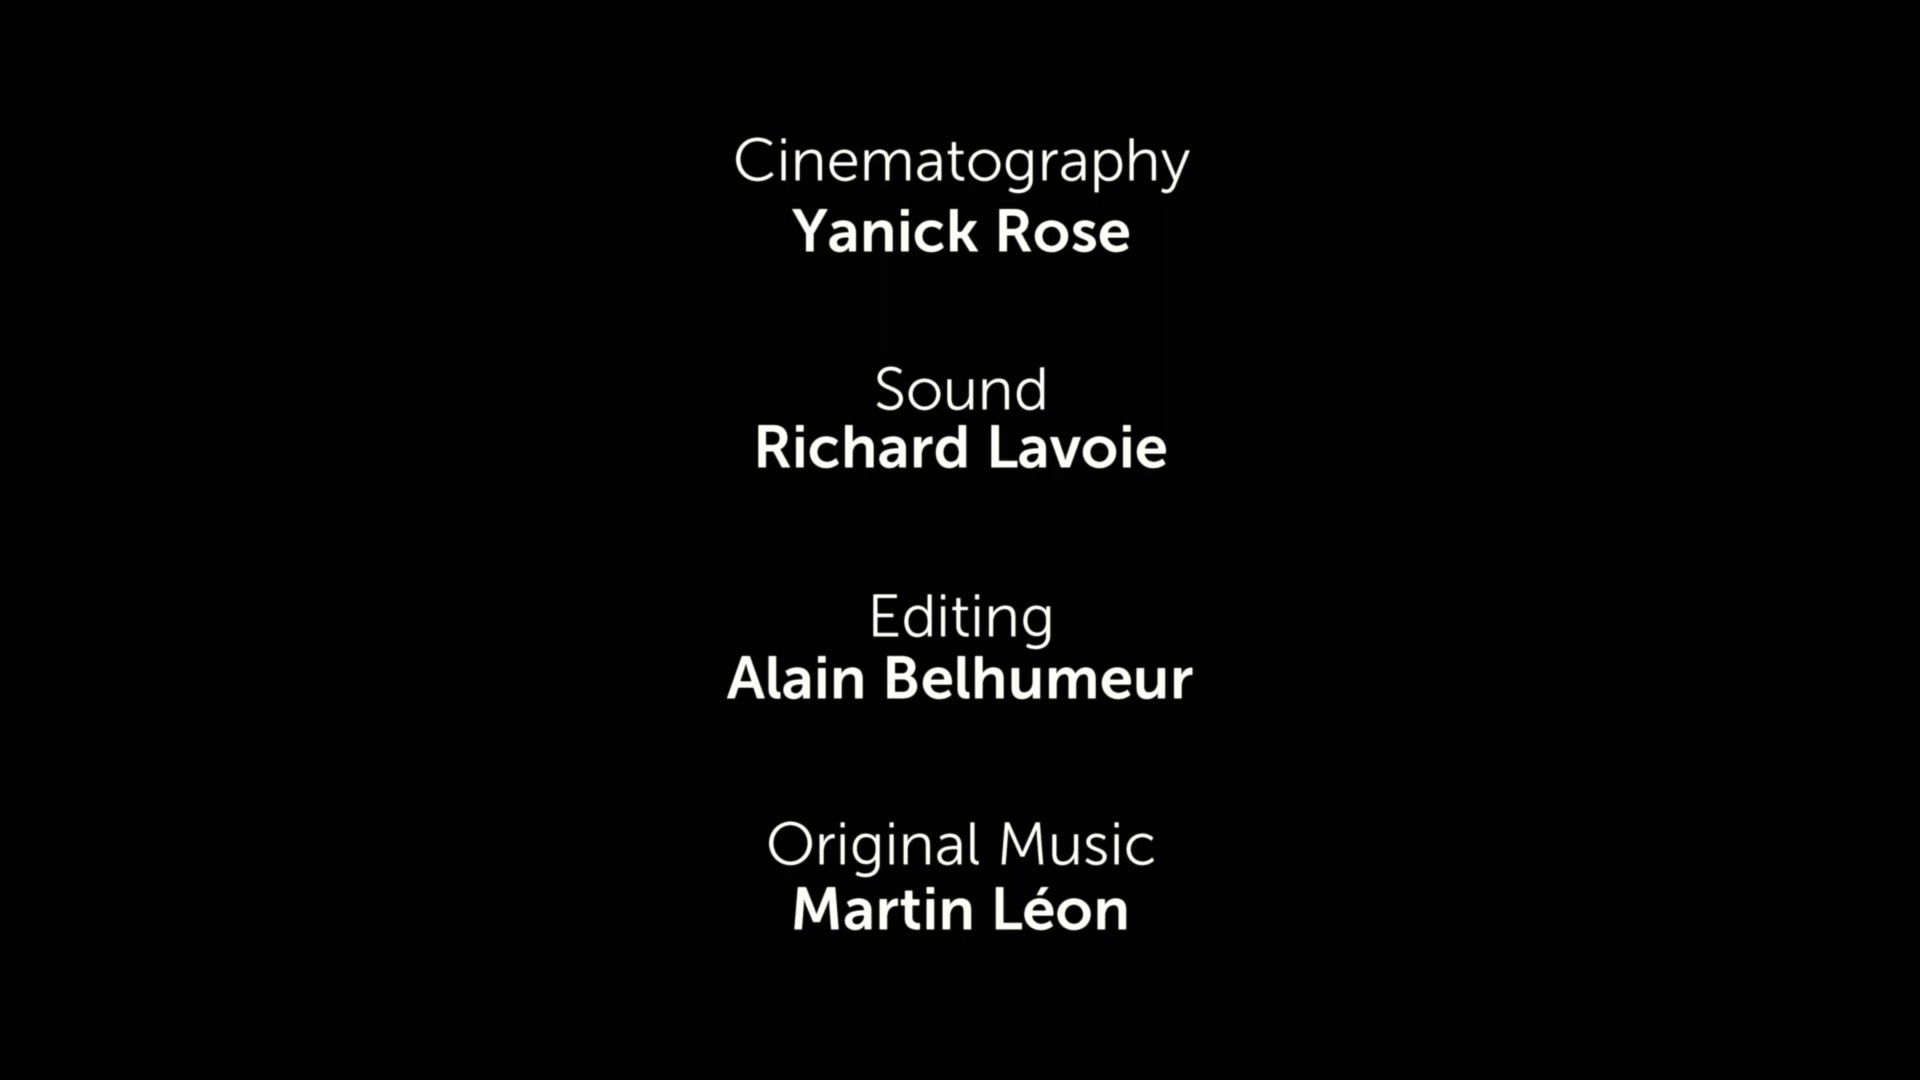 Cinematography
Yanick Rose
Sound
Richard Lavoie
Editing
Alain Belhumeur
Original Music
Martin Léon